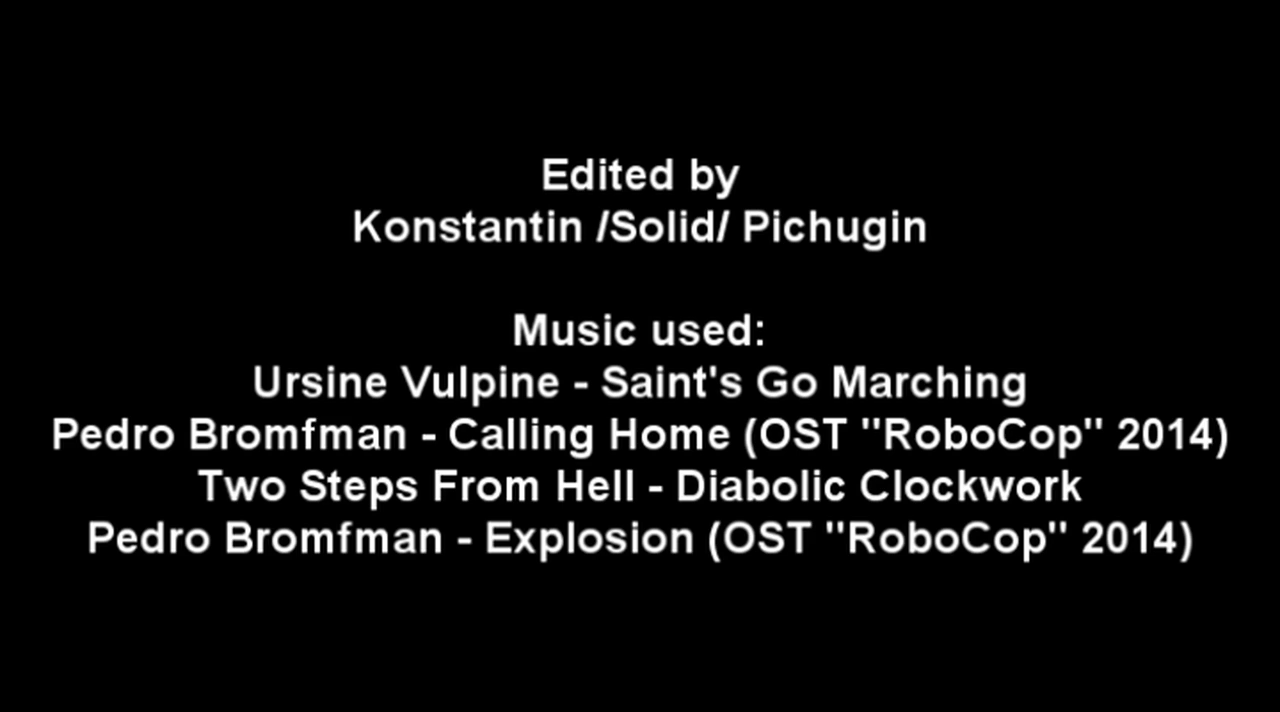 Edited by
Konstantin /Solid/ Pichugin
Music used:
Ursine Vulpine - Saint's Go Marching
Pedro Bromfman - Calling Home (OST "RoboCop" 2014)
Two Steps From Hell - Diabolic Clockwork
Pedro Bromfman - Explosion (OST "RoboCop" 2014)